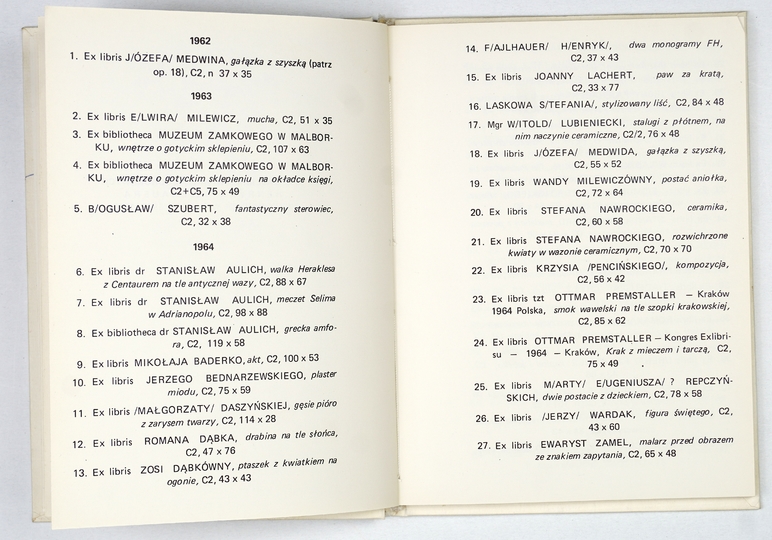 1962
1. Ex libris J/ÓZEFA/ MEDWINA, gałązka z szyszką (patrz
op. 18), C2, n 37 x 35
1963
2. Ex libris E/LWIRA/ MILEWICZ, mucha, C2, 51 x 35
3. Ex bibliotheca MUZEUM ZAMKOWEGO W MALBOR-
KU, wnętrze o gotyckim sklepieniu, C2, 107 x 63
4. Ex bibliotheca MUZEUM ZAMKOWEGO W MALBOR-
KU, wnętrze o gotyckim sklepieniu na okładce księgi,
C2+C5, 75 x 49
5. B/OGUSŁAW/ SZUBERT, fantastyczny sterowiec,
C2, 32 x 38
1964
6. Ex libris dr STANISŁAW AULICH, walka Heraklesa
z Centaurem na tle antycznej wazy, C2, 88 x 67
7. Ex libris dr STANISŁAW AULICH, meczet Selima
w Adrianopolu, C2, 98 x 88
8. Ex bibliotheca dr STANISŁAW AULICH, grecka amfo-
ra, C2, 119 x 58
9. Ex libris MIKOŁAJA BADERKO, akt, C2, 100 x 53
10. Ex libris JERZEGO BEDNARZEWSKIEGO, plaster
miodu, C2, 75 x 59
11. Ex libris /MAŁGORZATY/ DASZYŃSKIEJ, gęsie pióro
z zarysem twarzy, C2, 114 x 28
12. Ex libris ROMANA DĄBKA, drabina na tle słońca,
C2, 47 x 76
13. Ex libris ZOSI DĄBKÓWNY, ptaszek z kwiatkiem na
ogonie, C2, 43 x 43
14. F/AJLHAUER/ H/ENRYK/, dwa monogramy FH,
C2, 37 x 43
15. Ex libris JOANNY LACHERT, paw za kratą,
C2, 33 x 77
16. LASKOWA S/TEFANIA/, stylizowany liść, C2, 84 x 48
17. Mgr W/ITOLD/ LUBIENIECKI, stalugi z płótnem, na
nim naczynie ceramiczne, C2/2, 76 x 48
18. Ex libris J/ÓZEFA/ MEDWIDA, gałązka z szyszką,
C2, 55 x 52
19. Ex libris WANDY MILEWICZÓWNY, postać aniołka,
C2, 72 x 64
20. Ex libris STEFANA NAWROCKIEGO, ceramika,
C2, 60 x 58
21. Ex libris STEFANA NAWROCKIEGO, rozwichrzone
kwiaty w wazonie ceramicznym, C2, 70 x 70
22. Ex libris KRZYSIA /PENCIŃSKIEGO/, kompozycja,
C2, 56 x 42
23. Ex libris tzt OTTMAR PREMSTALLER — Kraków
1964 Polska, smok wawelski na tle szopki krakowskiej,
C2, 85 x 62
24. Ex libris OTTMAR PREMSTALLER — Kongres Exlibri-
su — 1964 — Kraków, Krak z mieczem i tarczą, C2,
75 x 49
25. Ex libris M/ARTY/ E/UGENIUSZA/ ? REPCZYŃ-
SKICH, dwie postacie z dzieckiem, C2, 78 x 58
26. Ex libris /JERZY/ WARDAK, figura świętego, C2,
43 x 60
27. Ex libris EWARYST ZAMEL, malarz przed obrazem
ze znakiem zapytania, C2, 65 x 48